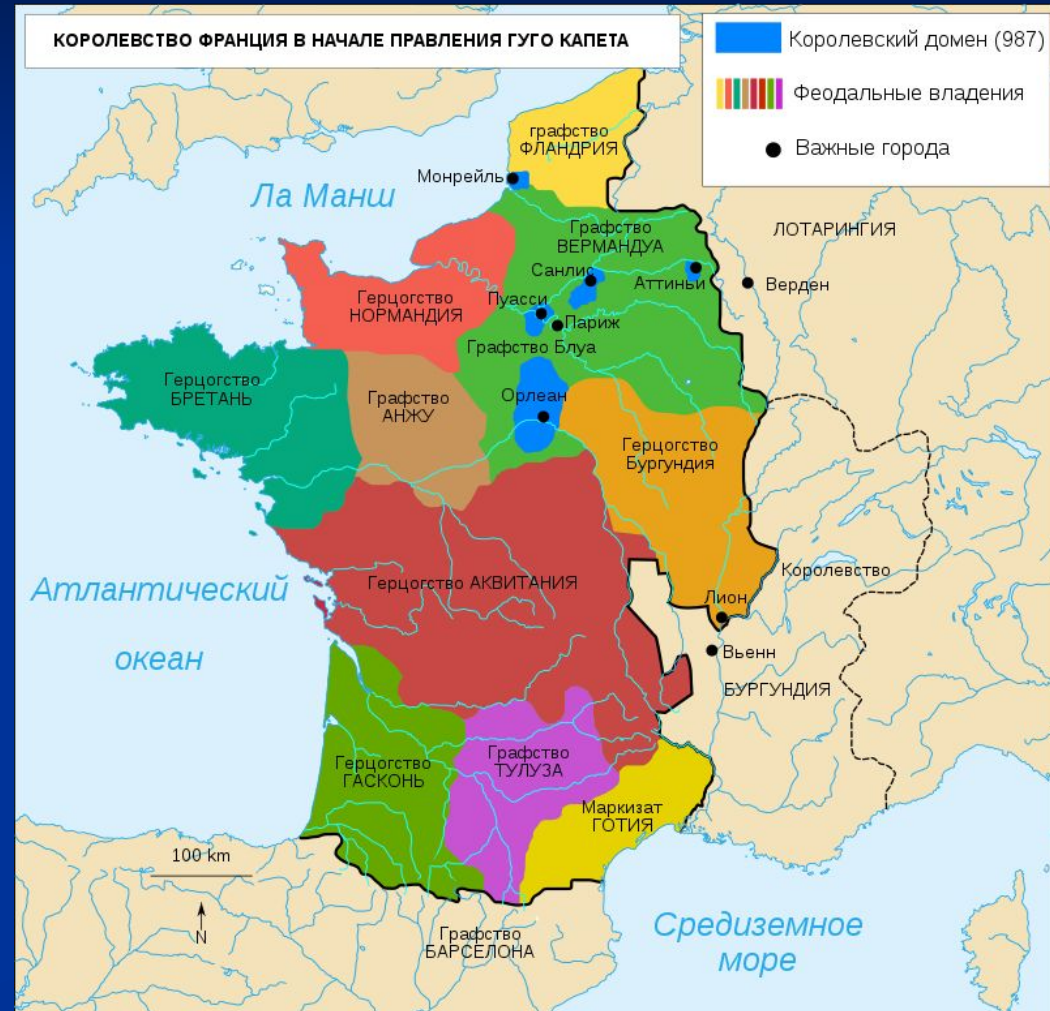 КОРОЛЕВСТВО ФРАНЦИЯ В НАЧАЛЕ ПРАВЛЕНИЯ ГУГО КАПЕТА
Королевский домен (987)
Феодальные владения
Важные города
графство
ФЛАНДРИЯ
Монрейль
Ла Манш
Графство
ВЕРМАНДУА
ЛОТАРИНГИЯ
Санлис
Аттиньи
Верден
Герцогство
НОРМАНДИЯ
Пуасси
Париж
Графство Блуа
Герцогство
БРЕТАНЬ
Графство
АНЖУ
Орлеан
Герцогство
Бургундия
Атлантический
океан
Герцогство АКВИТАНИЯ
Королевство
Лион
Вьенн
БУРГУНДИЯ
Герцогство
ГАСКОНЬ
Графство
ТУЛУЗА
Маркизат
ГОТИЯ
100 km
N
Графство
БАРСЕЛОНА
Средиземное
море